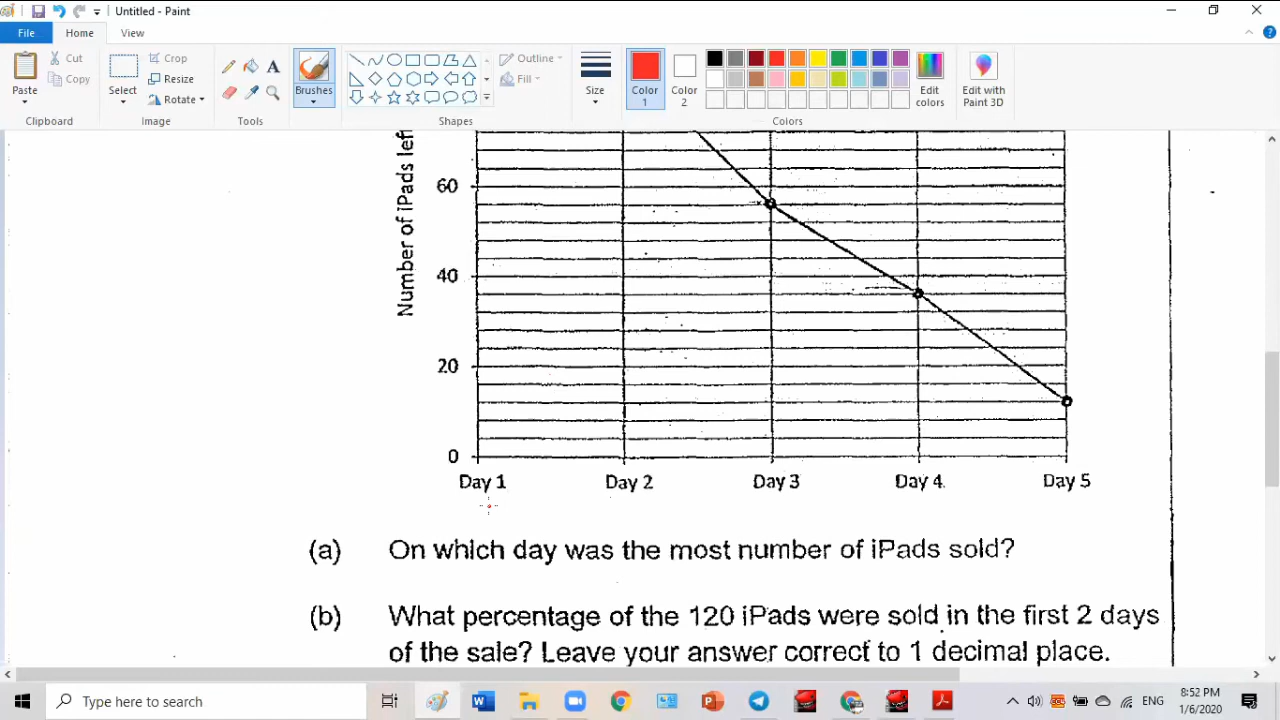 Untitled - Paint
File Home View
Paste Cut Copy
Clipboard
Select Crop Resize Rotate
Image
Tools
Brushes
Shapes
Outline Fill
Size
Color 1
Color 2
Edit colors
Edit with Paint 3D
Colors
Number of iPads left
60
40
20
0
Day 1 Day 2 Day 3 Day 4 Day 5
(a) On which day was the most number of iPads sold?
(b) What percentage of the 120 iPads were sold in the first 2 days
of the sale? Leave your answer correct to 1 decimal place.
Type here to search
ENG
8:52 PM
1/6/2020